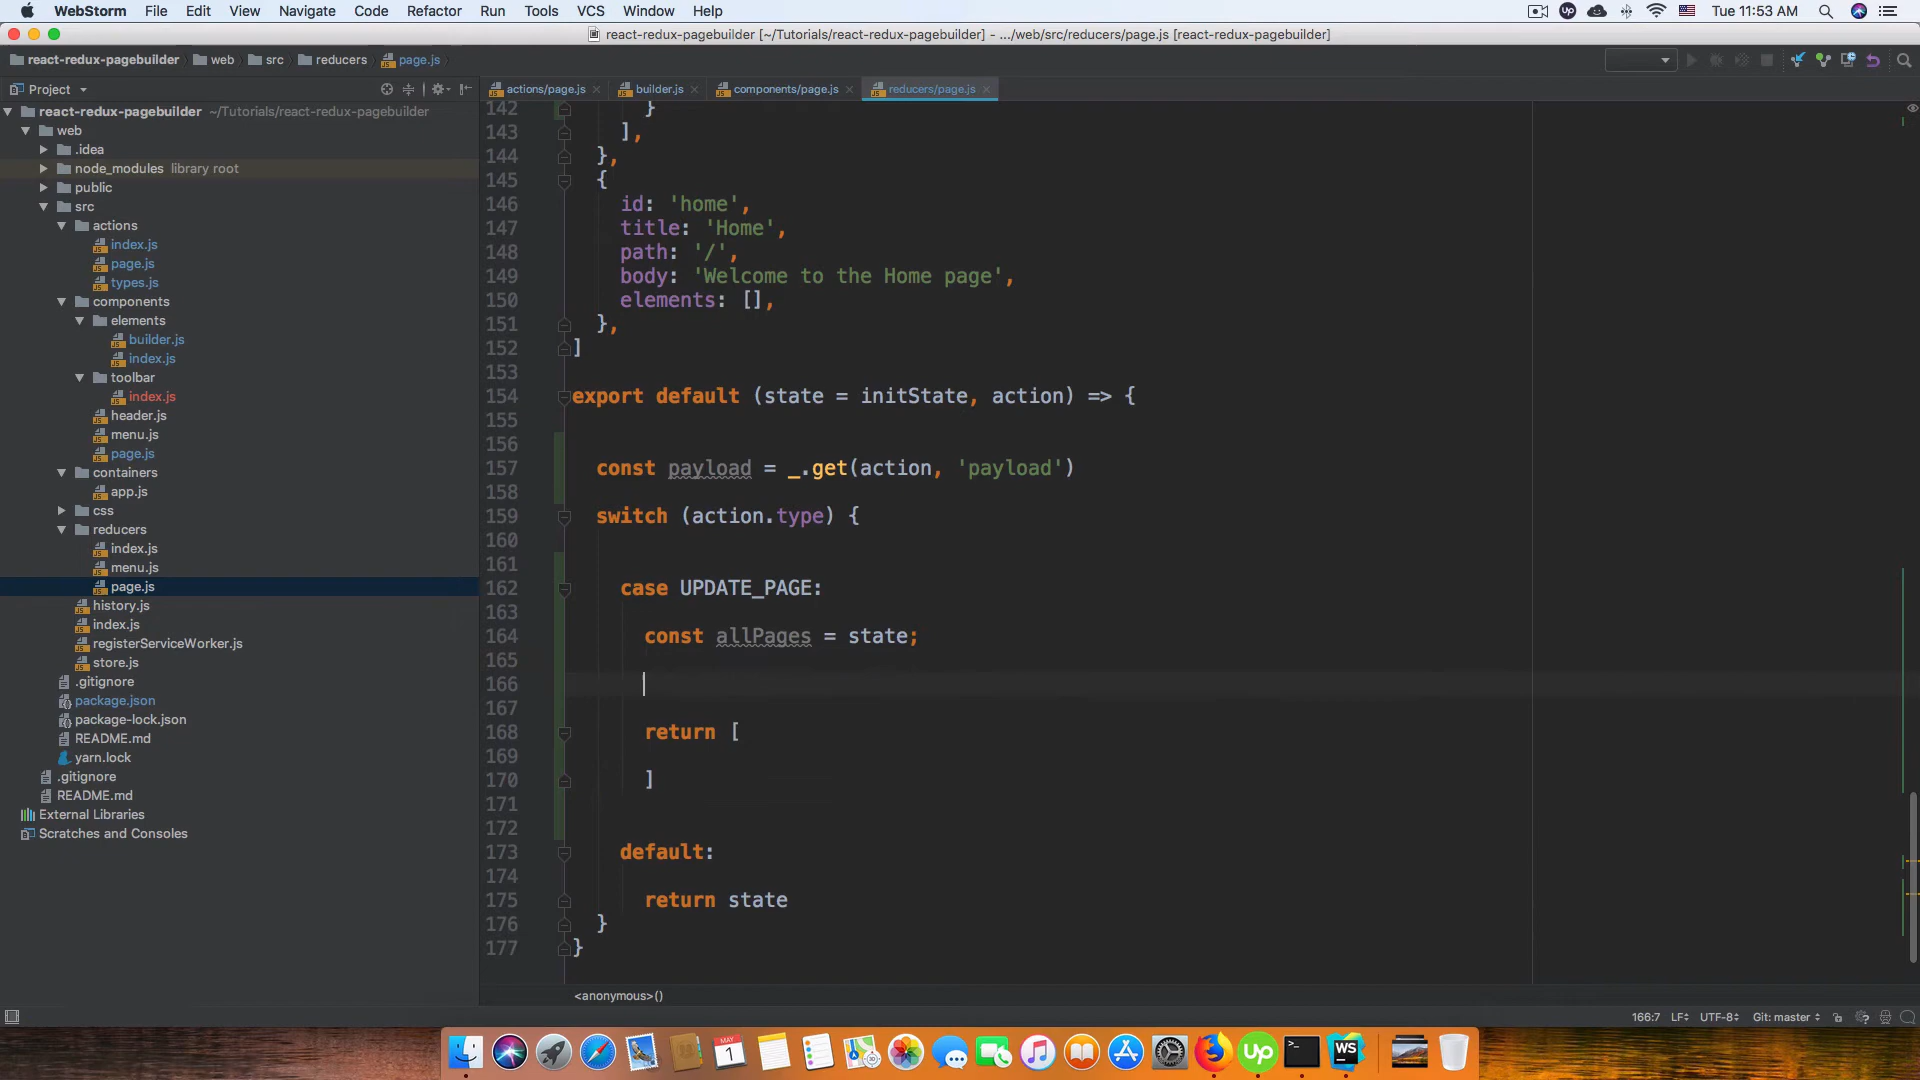 WebStorm File Edit View Navigate Code Refactor Run Tools VCS Window Help Tue 11:53 AM
react-redux-pagebuilder [~/Tutorials/react-redux-pagebuilder] - .../web/src/reducers/page.js [react-redux-pagebuilder]
react-redux-pagebuilder web src reducers page.js
Project actions/page.js builder.js components/page.js reducers/page.js
react-redux-pagebuilder ~/Tutorials/react-redux-pagebuilder
web
.idea
node_modules library root
public
src
actions
index.js
page.js
types.js
components
elements
builder.js
index.js
toolbar
index.js
header.js
menu.js
page.js
containers
app.js
css
reducers
index.js
menu.js
page.js
history.js
index.js
registerServiceWorker.js
store.js
.gitignore
package.json
package-lock.json
README.md
yarn.lock
.gitignore
README.md
External Libraries
Scratches and Consoles
142 }
143 ],
144 },
145 {
146 id: 'home',
147 title: 'Home',
148 path: '/',
149 body: 'Welcome to the Home page',
150 elements: [],
151 },
152 ]
153
154 export default (state = initState, action) => {
155
156
157 const payload = _.get(action, 'payload')
158
159 switch (action.type) {
160
161
162 case UPDATE_PAGE:
163
164 const allPages = state;
165
166
167
168 return [
169
170 ]
171
172
173 default:
174
175 return state
176 }
177 }
<anonymous>()
166:7 LF UTF-8 Git: master
1 Up >_ WS